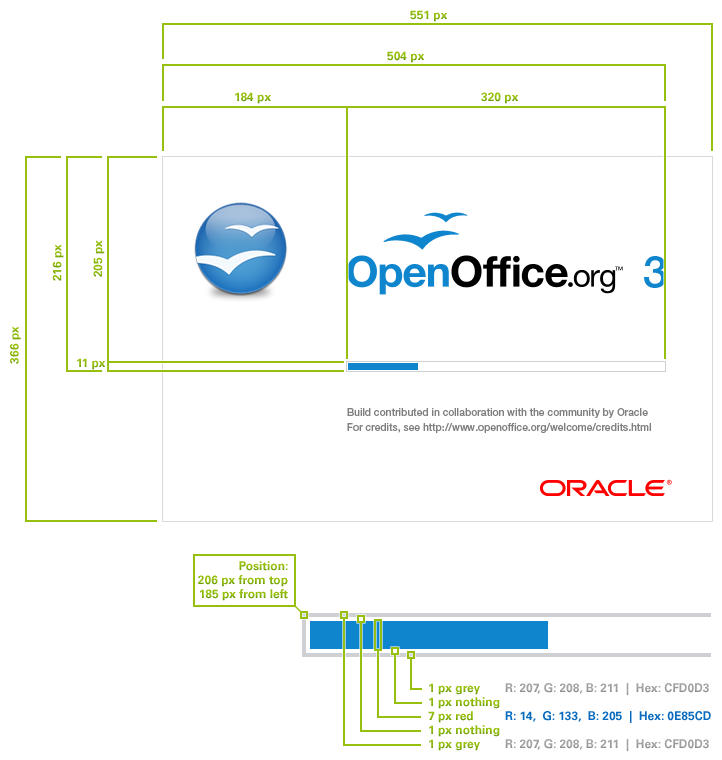 551 px
504 px
184 px
320 px
366 px
216 px
205 px
11 px
OpenOffice.org™ 3
Build contributed in collaboration with the community by Oracle
For credits, see http://www.openoffice.org/welcome/credits.html
ORACLE®
Position:
206 px from top
185 px from left
1 px grey R: 207, G: 208, B: 211 | Hex: CFD0D3
1 px nothing
7 px red R: 14, G: 133, B: 205 | Hex: 0E85CD
1 px nothing
1 px grey R: 207, G: 208, B: 211 | Hex: CFD0D3